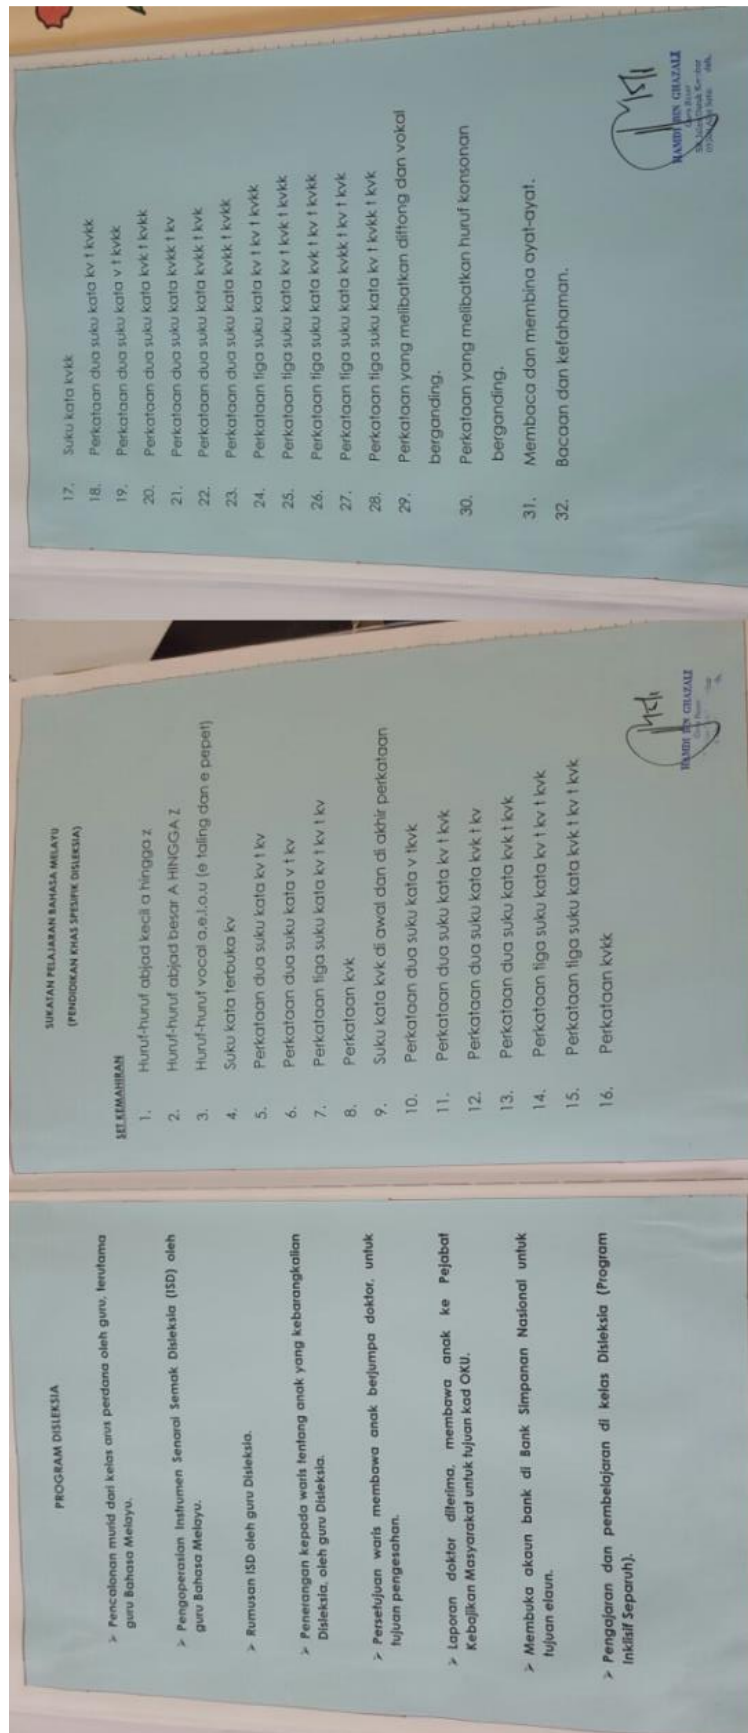 PROGRAM DISLEKSIA
➢ Pencalonan murid dari kelas arus perdana oleh guru, terutama
guru Bahasa Melayu.
➢ Pengoperasian Instrumen Senarai Semak Disleksia (ISD) oleh
guru Bahasa Melayu.
➢ Rumusan ISD oleh guru Disleksia.
➢ Penerangan kepada waris tentang anak yang kebarangkalian
Disleksia, oleh guru Disleksia.
➢ Persetujuan waris membawa anak berjumpa doktor, untuk
tujuan pengesahan.
➢ Laporan doktor diterima, membawa anak ke Pejabat
Kebajikan Masyarakat untuk tujuan kad OKU.
➢ Membuka akaun bank di Bank Simpanan Nasional untuk
tujuan elaun.
➢ Pengajaran dan pembelajaran di kelas Disleksia (Program
Inklisif Separuh).
SUKATAN PELAJARAN BAHASA MELAYU
(PENDIDIKAN KHAS SPESIFIK DISLEKSIA)
SET KEMAHIRAN
1. Huruf-huruf abjad kecil a hingga z
2. Huruf-huruf abjad besar A HINGGA Z
3. Huruf-huruf vocal a,e,I,o,u (e taling dan e pepet)
4. Suku kata terbuka kv
5. Perkataan dua suku kata kv t kv
6. Perkataan dua suku kata v t kv
7. Perkataan tiga suku kata kv t kv t kv
8. Perkataan kvk
9. Suku kata kvk di awal dan di akhir perkataan
10. Perkataan dua suku kata v tkvk
11. Perkataan dua suku kata kv t kvk
12. Perkataan dua suku kata kvk t kv
13. Perkataan dua suku kata kvk t kvk
14. Perkataan tiga suku kata kv t kv t kvk
15. Perkataan tiga suku kata kvk t kv t kvk
16. Perkataan kvkk
HAMDI BIN GHAZALI
17. Suku kata kvkk
18. Perkataan dua suku kata kv t kvkk
19. Perkataan dua suku kata v t kvkk
20. Perkataan dua suku kata kvk t kvkk
21. Perkataan dua suku kata kvkk t kv
22. Perkataan dua suku kata kvkk t kvk
23. Perkataan dua suku kata kvkk t kvkk
24. Perkataan tiga suku kata kv t kv t kvkk
25. Perkataan tiga suku kata kv t kvk t kvkk
26. Perkataan tiga suku kata kvk t kv t kvkk
27. Perkataan tiga suku kata kvkk t kv t kvk
28. Perkataan tiga suku kata kv t kvkk t kvk
29. Perkataan yang melibatkan diftong dan vokal
berganding.
30. Perkataan yang melibatkan huruf konsonan
berganding.
31. Membaca dan membina ayat-ayat.
32. Bacaan dan kefahaman.
HAMDI BIN GHAZALI
Guru Besar